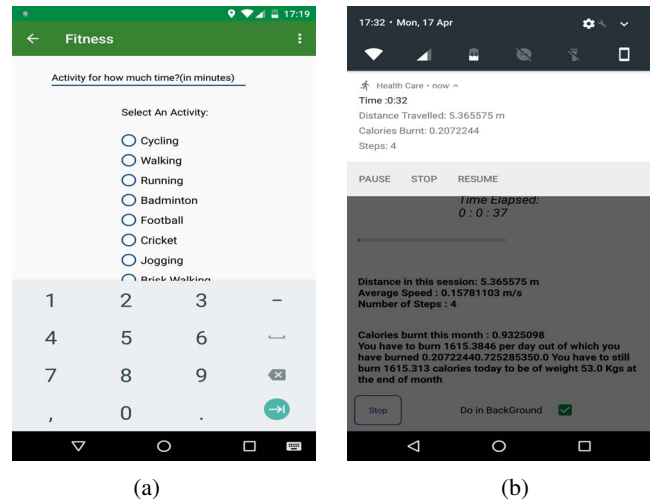 17:19
Fitness
Activity for how much time?(in minutes)
Select An Activity:
Cycling
Walking
Running
Badminton
Football
Cricket
Jogging
Brisk Walking
1 2 3 –
4 5 6
7 8 9
, 0 .
(a)
17:32 • Mon, 17 Apr
Health Care • now
Time :0:32
Distance Travelled: 5.365575 m
Calories Burnt: 0.2072244
Steps: 4
PAUSE STOP RESUME
Time Elapsed:
0 : 0 : 37
Distance in this session: 5.365575 m
Average Speed : 0.15781103 m/s
Number of Steps : 4
Calories burnt this month : 0.9325098
You have to burn 1615.3846 per day out of which you
have burned 0.20722440.725285350.0 You have to still
burn 1615.313 calories today to be of weight 53.0 Kgs at
the end of month
Stop Do in BackGround
(b)